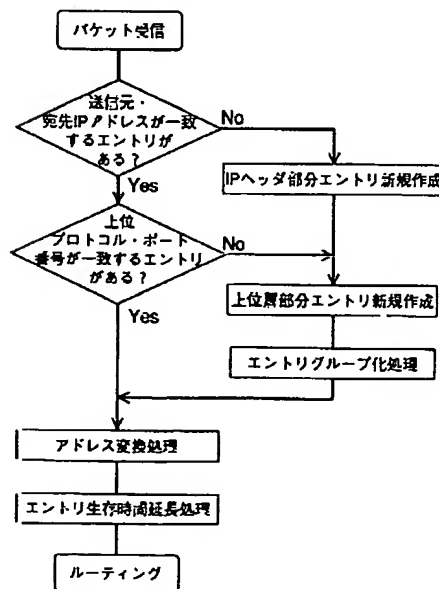 パケット受信
送信元・
宛先IPアドレスが一致
するエントリが
ある？
No
Yes
IPヘッダ部分エントリ新規作成
上位
プロトコル・ポート
番号が一致するエントリ
がある？
No
Yes
上位層部分エントリ新規作成
エントリグループ化処理
アドレス変換処理
エントリ生存時間延長処理
ルーティング